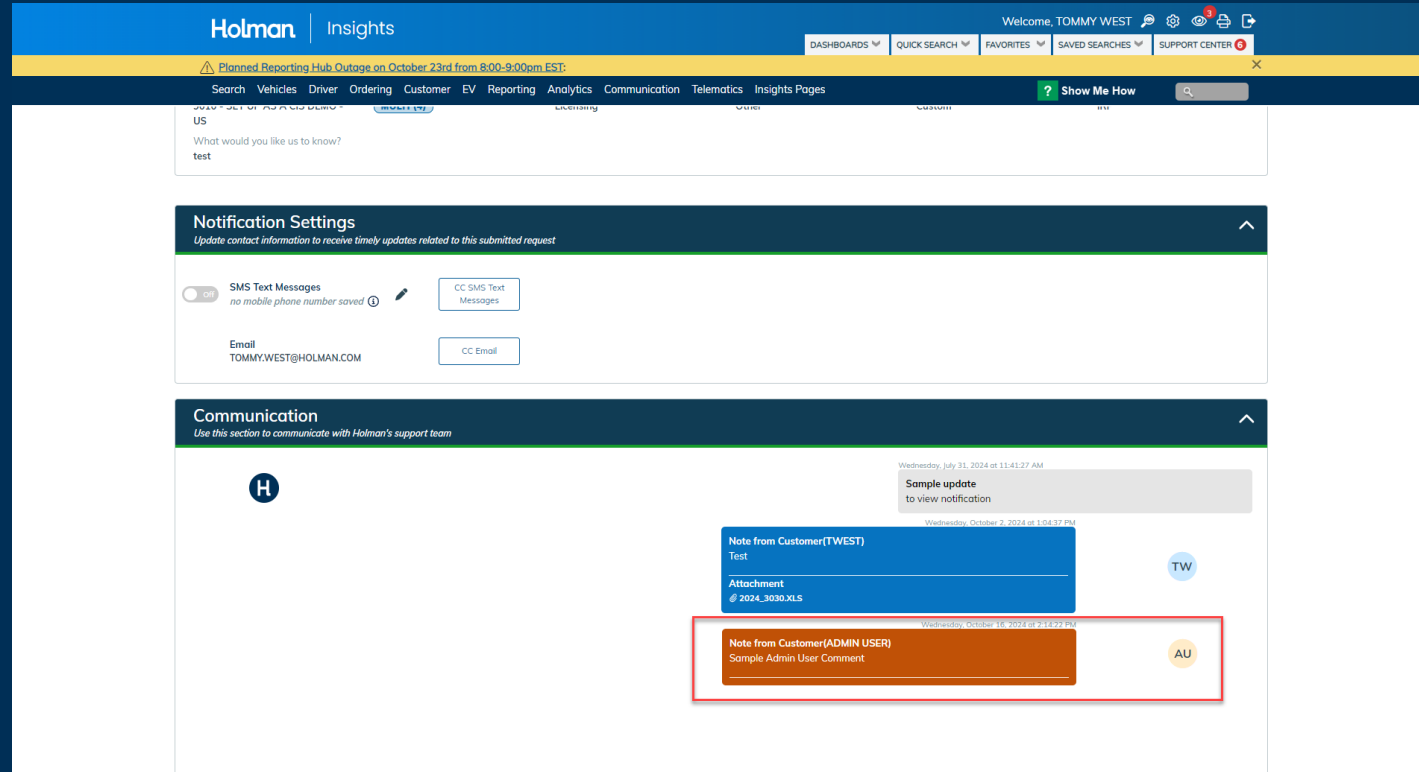 Holman | Insights
Welcome, TOMMY WEST
3
DASHBOARDS QUICK SEARCH FAVORITES SAVED SEARCHES SUPPORT CENTER 6
Planned Reporting Hub Outage on October 23rd from 8:00-9:00pm EST:
Search Vehicles Driver Ordering Customer EV Reporting Analytics Communication Telematics Insights Pages ? Show Me How
MULTI (4) Licensing Other Custom IRP
US
What would you like us to know?
test
Notification Settings
Update contact information to receive timely updates related to this submitted request
Off
SMS Text Messages
no mobile phone number saved
CC SMS Text
Messages
Email
TOMMY.WEST@HOLMAN.COM
CC Email
Communication
Use this section to communicate with Holman's support team
H
Wednesday, July 31, 2024 at 11:41:27 AM
Sample update
to view notification
Wednesday, October 2, 2024 at 1:04:37 PM
Note from Customer(TWEST)
Test
Attachment
2024_3030.XLS
TW
Wednesday, October 16, 2024 at 2:14:22 PM
Note from Customer(ADMIN USER)
Sample Admin User Comment
AU